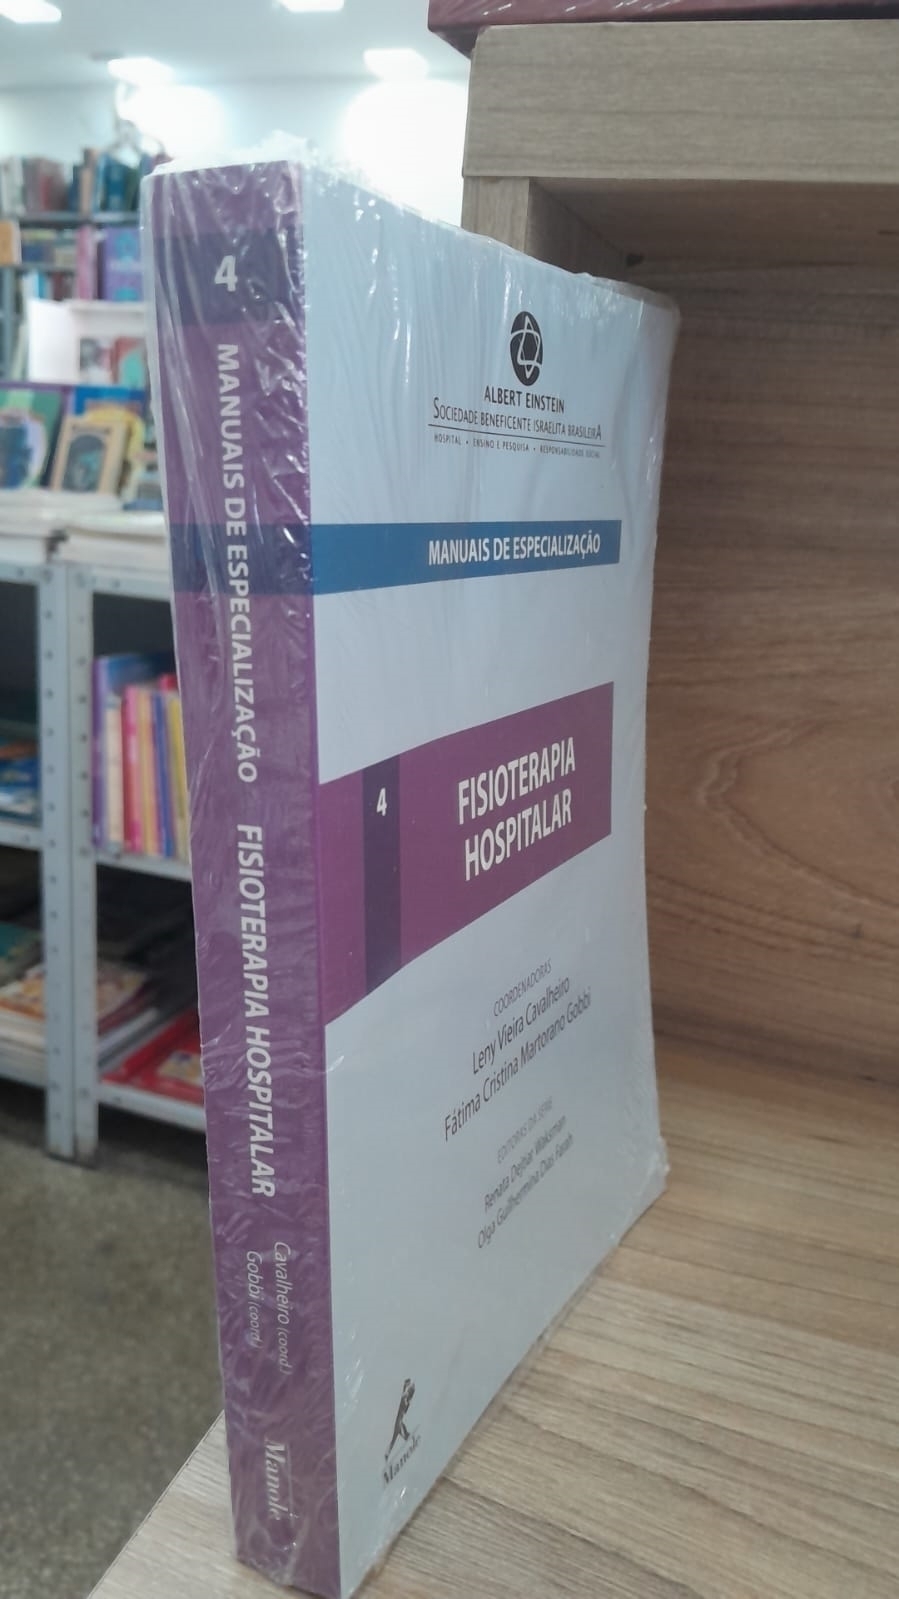 4
MANUAIS DE ESPECIALIZAÇÃO
FISIOTERAPIA HOSPITALAR
Cavalheiro (coord.)
Gobbi (coord.)
Manole
ALBERT EINSTEIN
SOCIEDADE BENEFICENTE ISRAELITA BRASILEIRA
HOSPITAL • ENSINO E PESQUISA • RESPONSABILIDADE SOCIAL
MANUAIS DE ESPECIALIZAÇÃO
4
FISIOTERAPIA
HOSPITALAR
COORDENADORAS
Leny Vieira Cavalheiro
Fátima Cristina Martorano Gobbi
EDITORAS DA SÉRIE
Renata Dejtiar Waksman
Olga Guilhermina Dias Farah
Manole